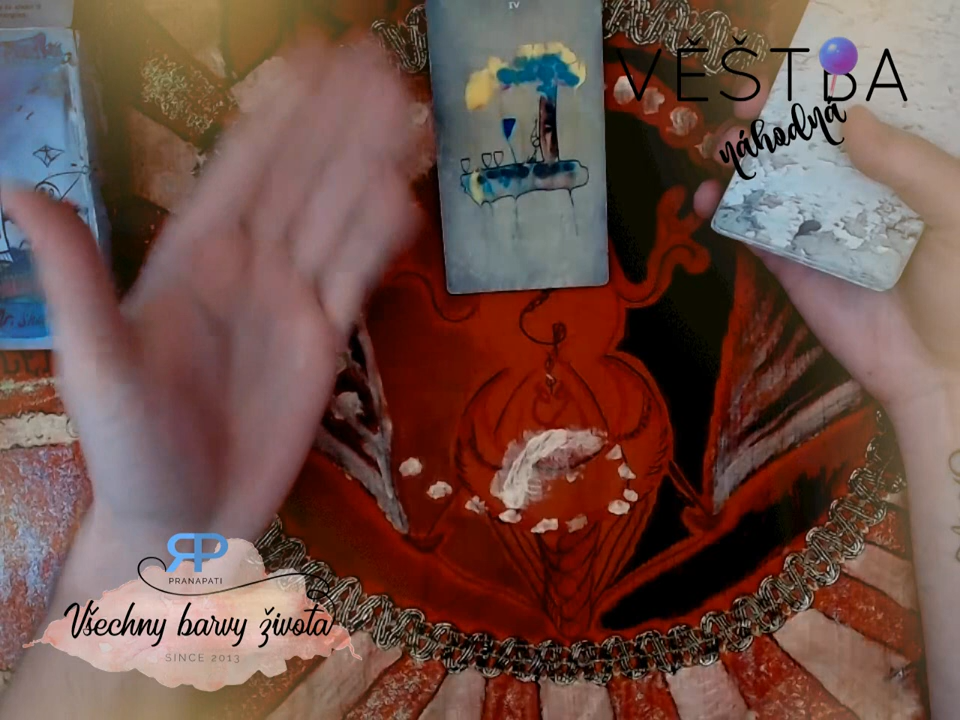 IV
VĚŠTBA
náhodná
PRANAPATI
Všechny barvy života
SINCE 2013